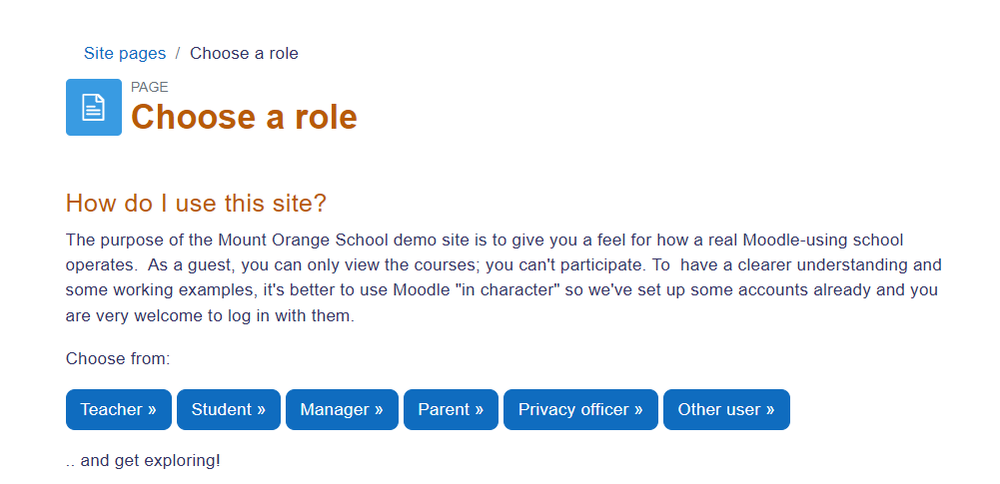 Site pages / Choose a role
PAGE
Choose a role
How do I use this site?
The purpose of the Mount Orange School demo site is to give you a feel for how a real Moodle-using school
operates.  As a guest, you can only view the courses; you can't participate. To  have a clearer understanding and
some working examples, it's better to use Moodle "in character" so we've set up some accounts already and you
are very welcome to log in with them.
Choose from:
Teacher » Student » Manager » Parent » Privacy officer » Other user »
.. and get exploring!